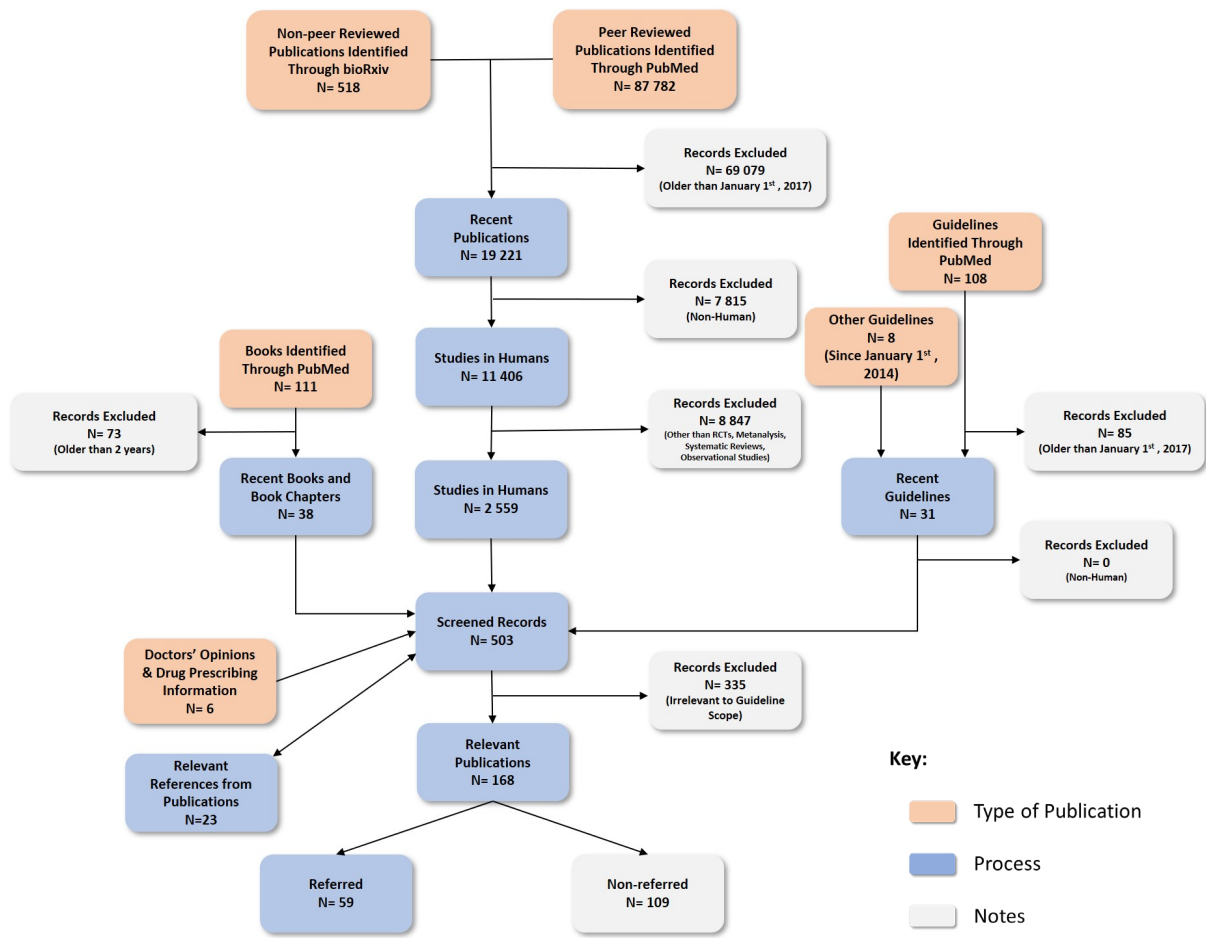 Non-peer Reviewed
Publications Identified
Through bioRxiv
N= 518
Peer Reviewed
Publications Identified
Through PubMed
N= 87 782
Records Excluded
N= 69 079
(Older than January 1st , 2017)
Recent
Publications
N= 19 221
Guidelines
Identified Through
PubMed
N= 108
Records Excluded
N= 7 815
(Non-Human)
Other Guidelines
N= 8
(Since January 1st ,
2014)
Books Identified
Through PubMed
N= 111
Studies in Humans
N= 11 406
Records Excluded
N= 73
(Older than 2 years)
Records Excluded
N= 8 847
(Other than RCTs, Metanalysis,
Systematic Reviews,
Observational Studies)
Records Excluded
N= 85
(Older than January 1st , 2017)
Recent Books and
Book Chapters
N= 38
Studies in Humans
N= 2 559
Recent
Guidelines
N= 31
Records Excluded
N= 0
(Non-Human)
Screened Records
N= 503
Doctors’ Opinions
& Drug Prescribing
Information
N= 6
Records Excluded
N= 335
(Irrelevant to Guideline
Scope)
Relevant
References from
Publications
N=23
Relevant
Publications
N= 168
Referred
N= 59
Non-referred
N= 109
Key:
Type of Publication
Process
Notes